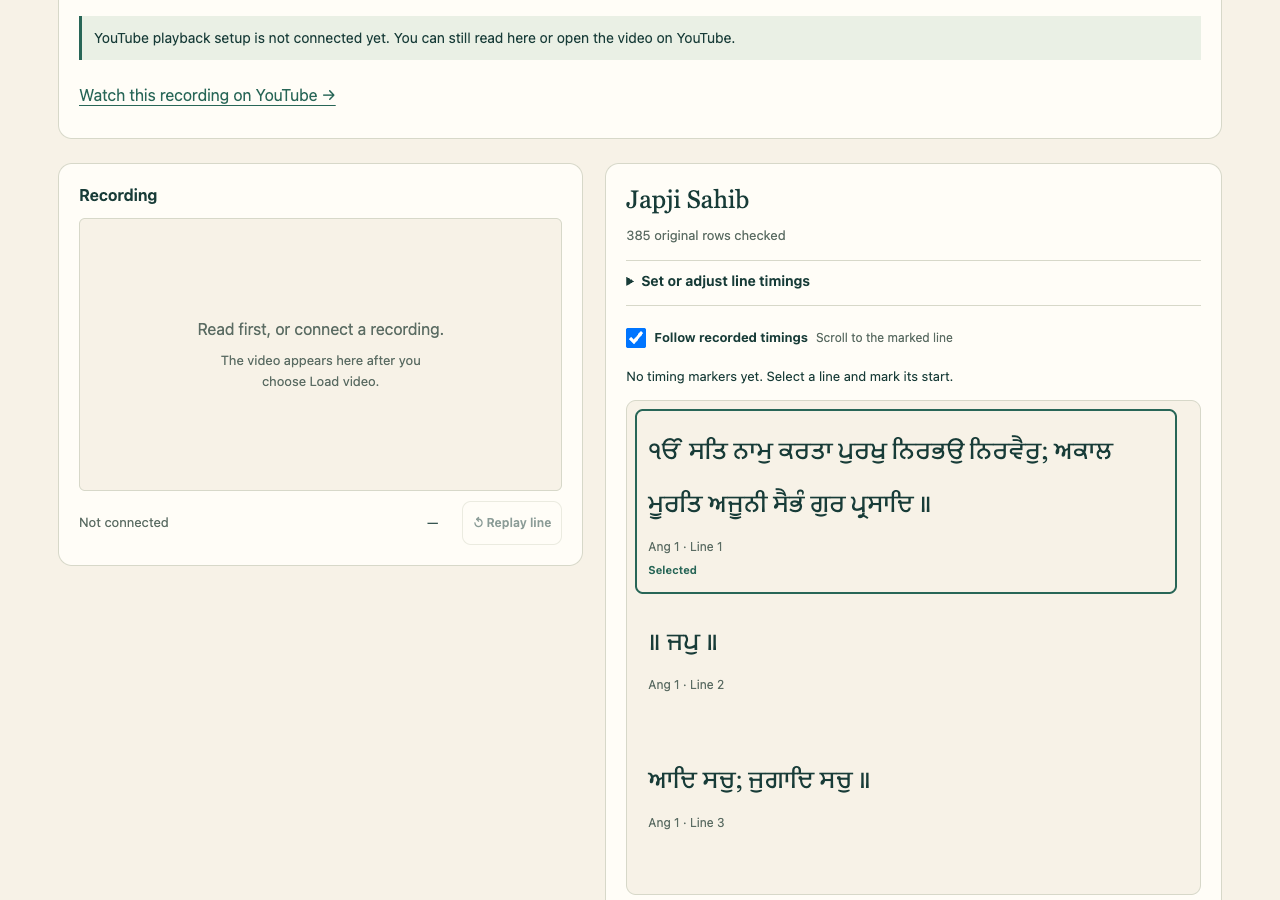 YouTube playback setup is not connected yet. You can still read here or open the video on YouTube.
Watch this recording on YouTube →
Recording
Read first, or connect a recording.
The video appears here after you
choose Load video.
Not connected
—
↺ Replay line
Japji Sahib
385 original rows checked
▶ Set or adjust line timings
Follow recorded timings Scroll to the marked line
No timing markers yet. Select a line and mark its start.
ੴ ਸਤਿ ਨਾਮੁ ਕਰਤਾ ਪੁਰਖੁ ਨਿਰਭਉ ਨਿਰਵੈਰੁ; ਅਕਾਲ
ਮੂਰਤਿ ਅਜੂਨੀ ਸੈਭੰ ਗੁਰ ਪ੍ਰਸਾਦਿ ॥
Ang 1 · Line 1
Selected
॥ ਜਪੁ ॥
Ang 1 · Line 2
ਆਦਿ ਸਚੁ; ਜੁਗਾਦਿ ਸਚੁ ॥
Ang 1 · Line 3